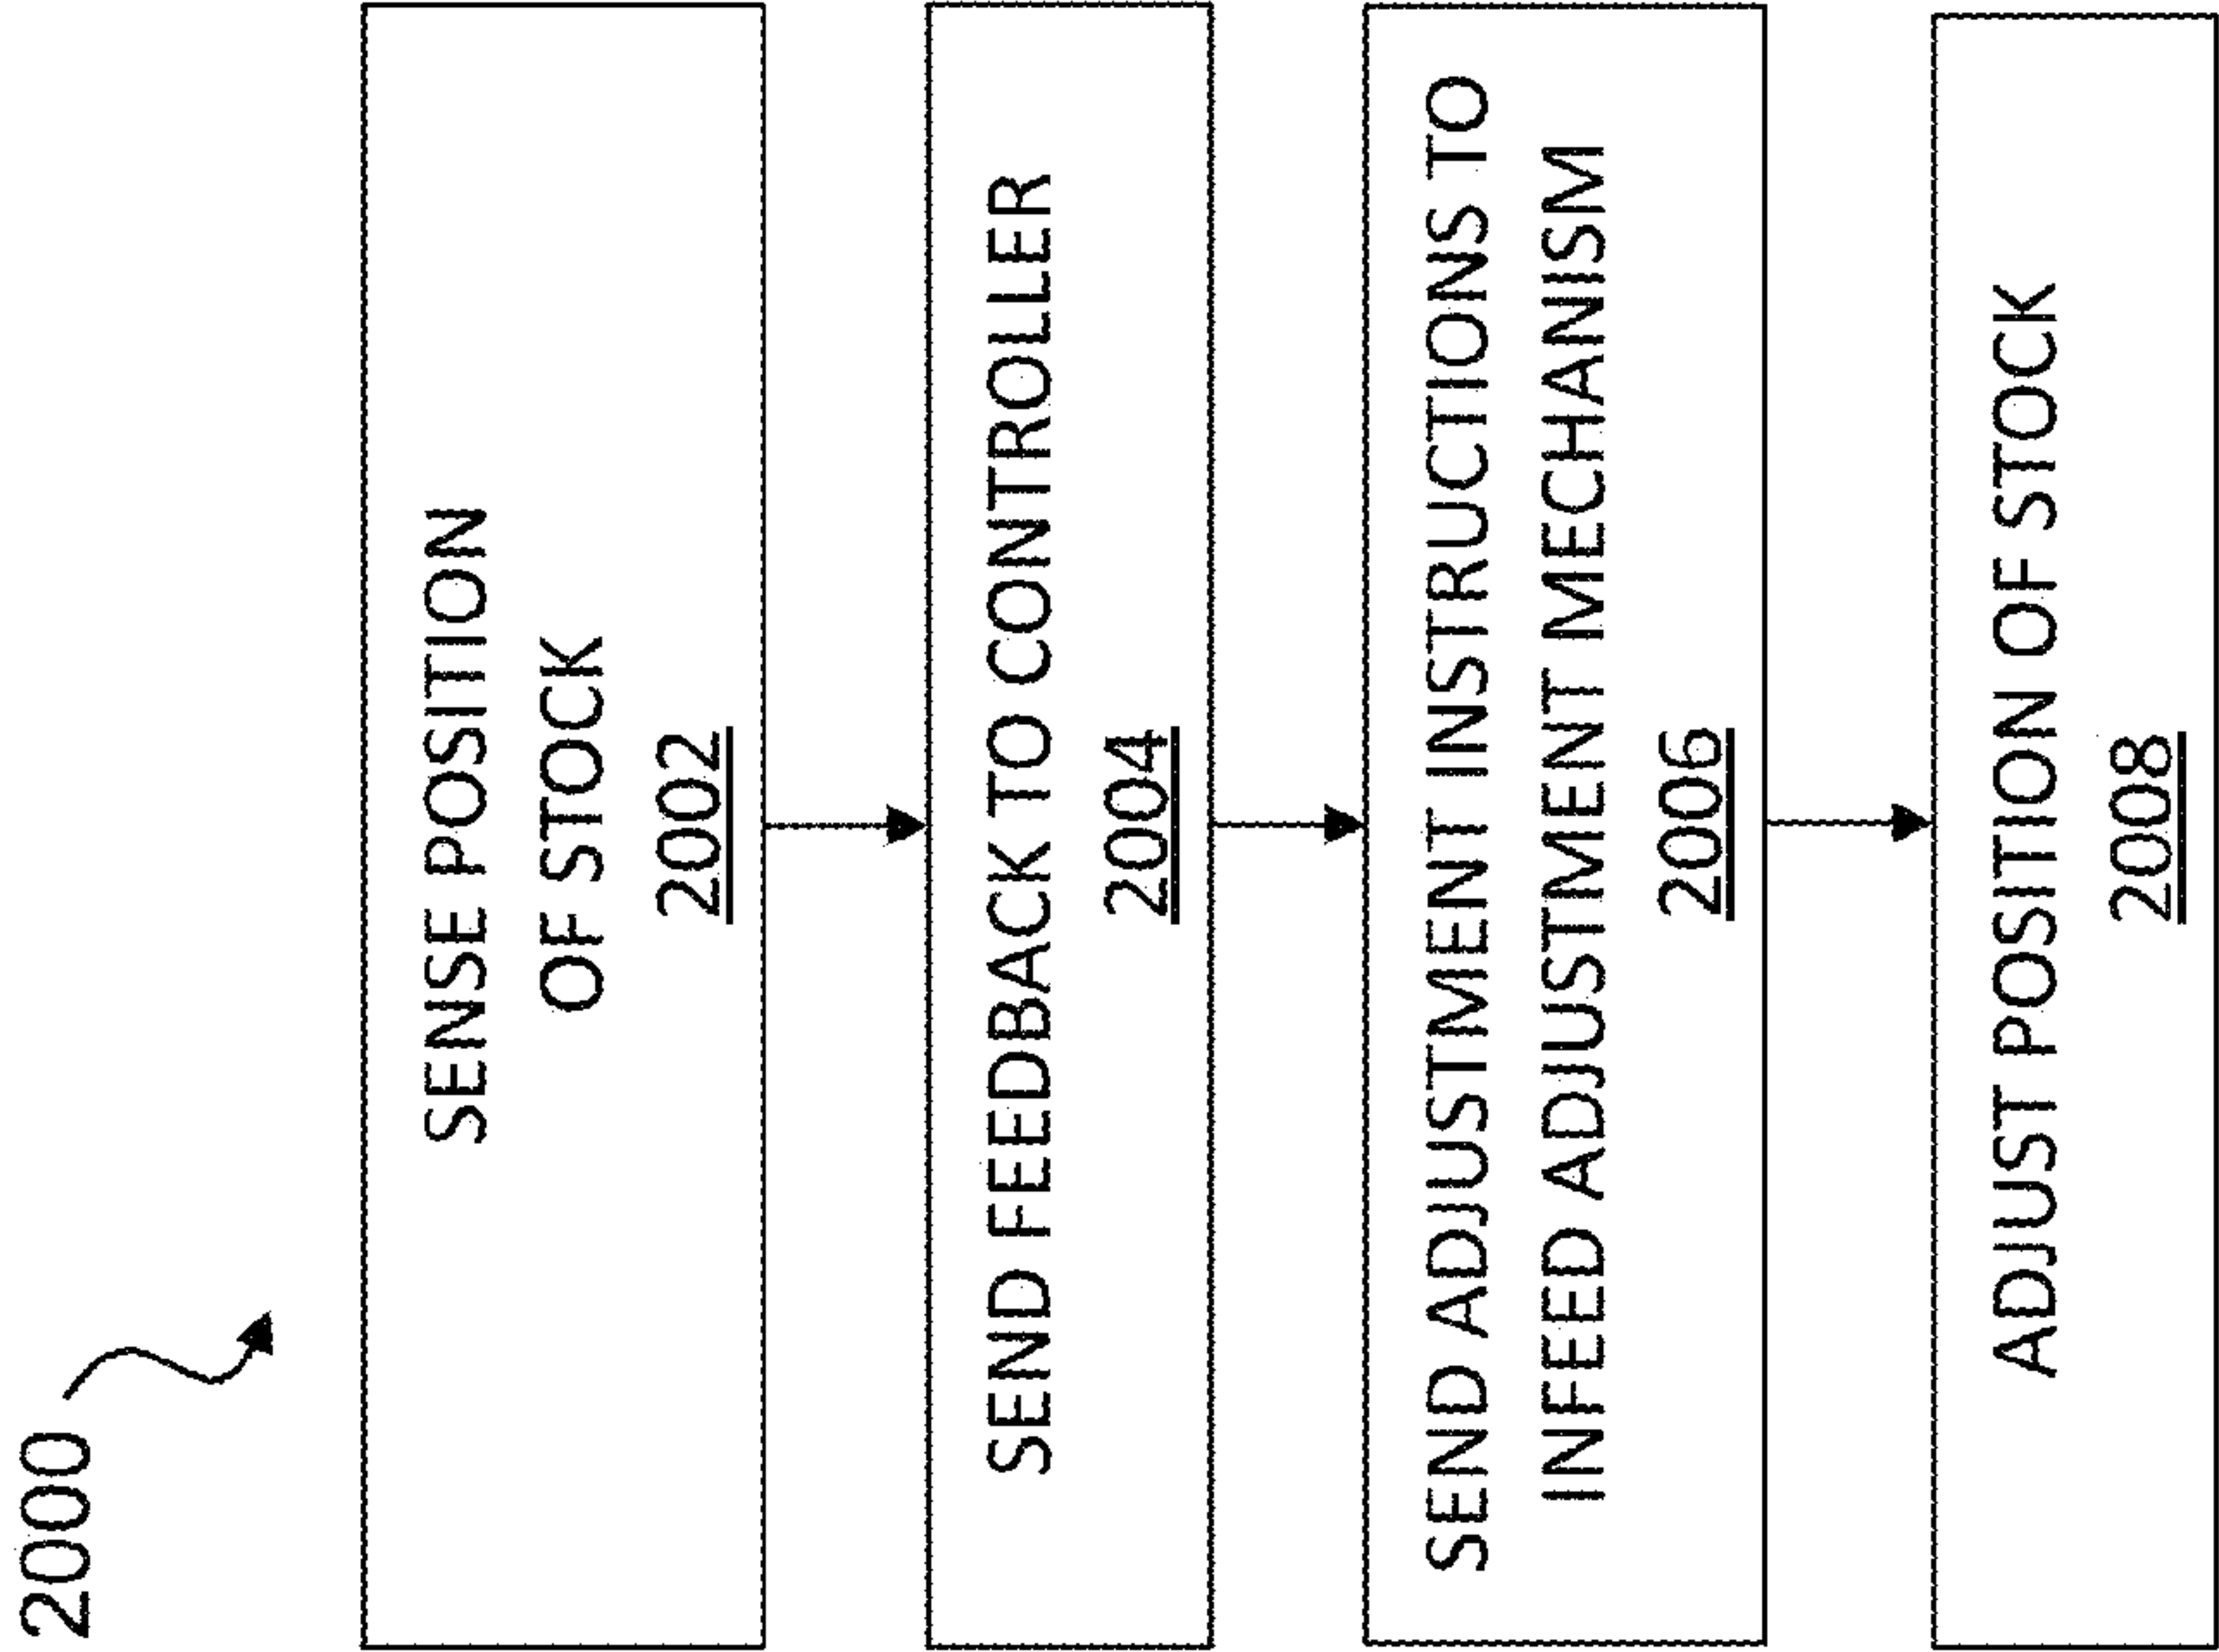 2000
SENSE POSITION
OF STOCK
2002
SEND FEEDBACK TO CONTROLLER
2004
SEND ADJUSTMENT INSTRUCTIONS TO
INFEED ADJUSTMENT MECHANISM
2006
ADJUST POSITION OF STOCK
2008